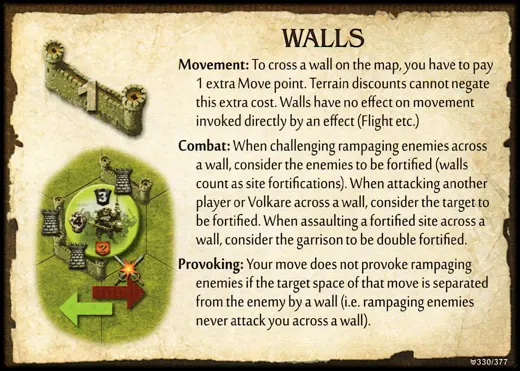 WALLS
1
Movement: To cross a wall on the map, you have to pay
1 extra Move point. Terrain discounts cannot negate
this extra cost. Walls have no effect on movement
invoked directly by an effect (Flight etc.)
Combat: When challenging rampaging enemies across
a wall, consider the enemies to be fortified (walls
count as site fortifications). When attacking another
player or Volkare across a wall, consider the target to
be fortified. When assaulting a fortified site across a
wall, consider the garrison to be double fortified.
3
2
Provoking: Your move does not provoke rampaging
enemies if the target space of that move is separated
from the enemy by a wall (i.e. rampaging enemies
never attack you across a wall).
330/377